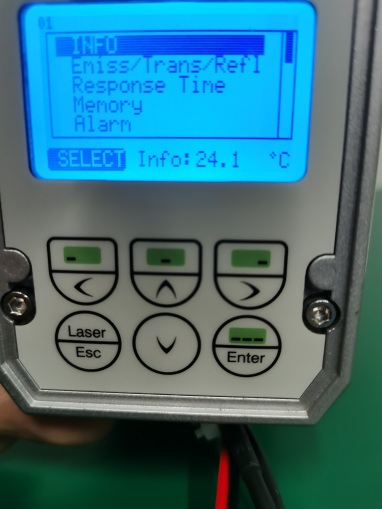 01
INFO
Emiss/Trans/Refl
Response Time
Memory
Alarm
SELECT Info:24.1 °C
Laser
Esc
Enter